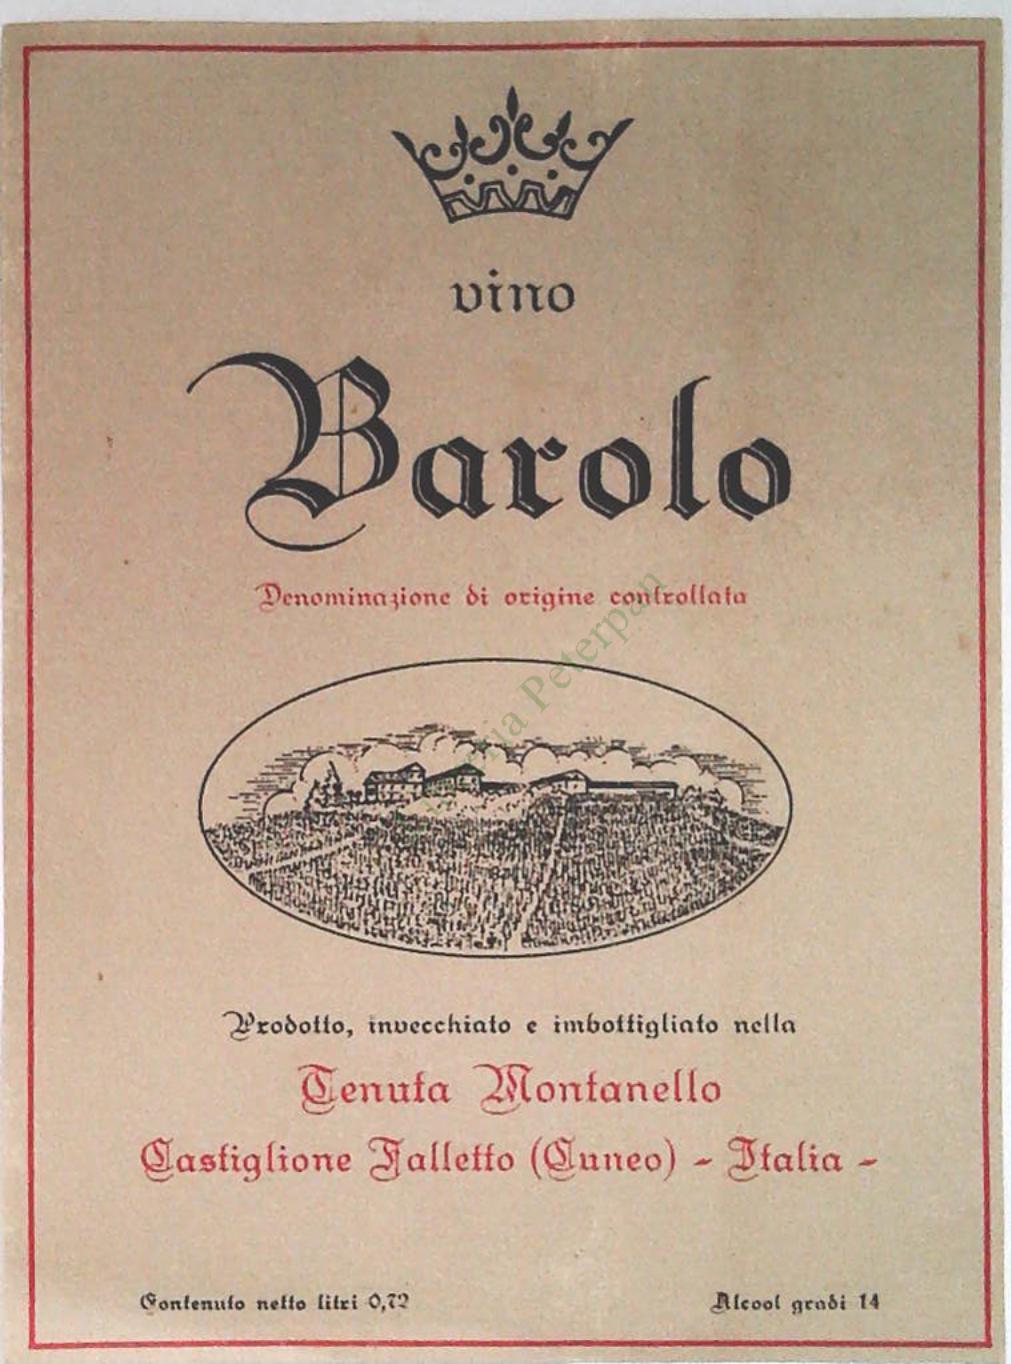 vino
Barolo
Denominazione di origine controllata
Peterpan
Prodotto, invecchiato e imbottigliato nella
Tenuta Montanello
Castiglione Falletto (Cuneo) - Italia -
Contenuto netto litri 0,72
Alcool gradi 14